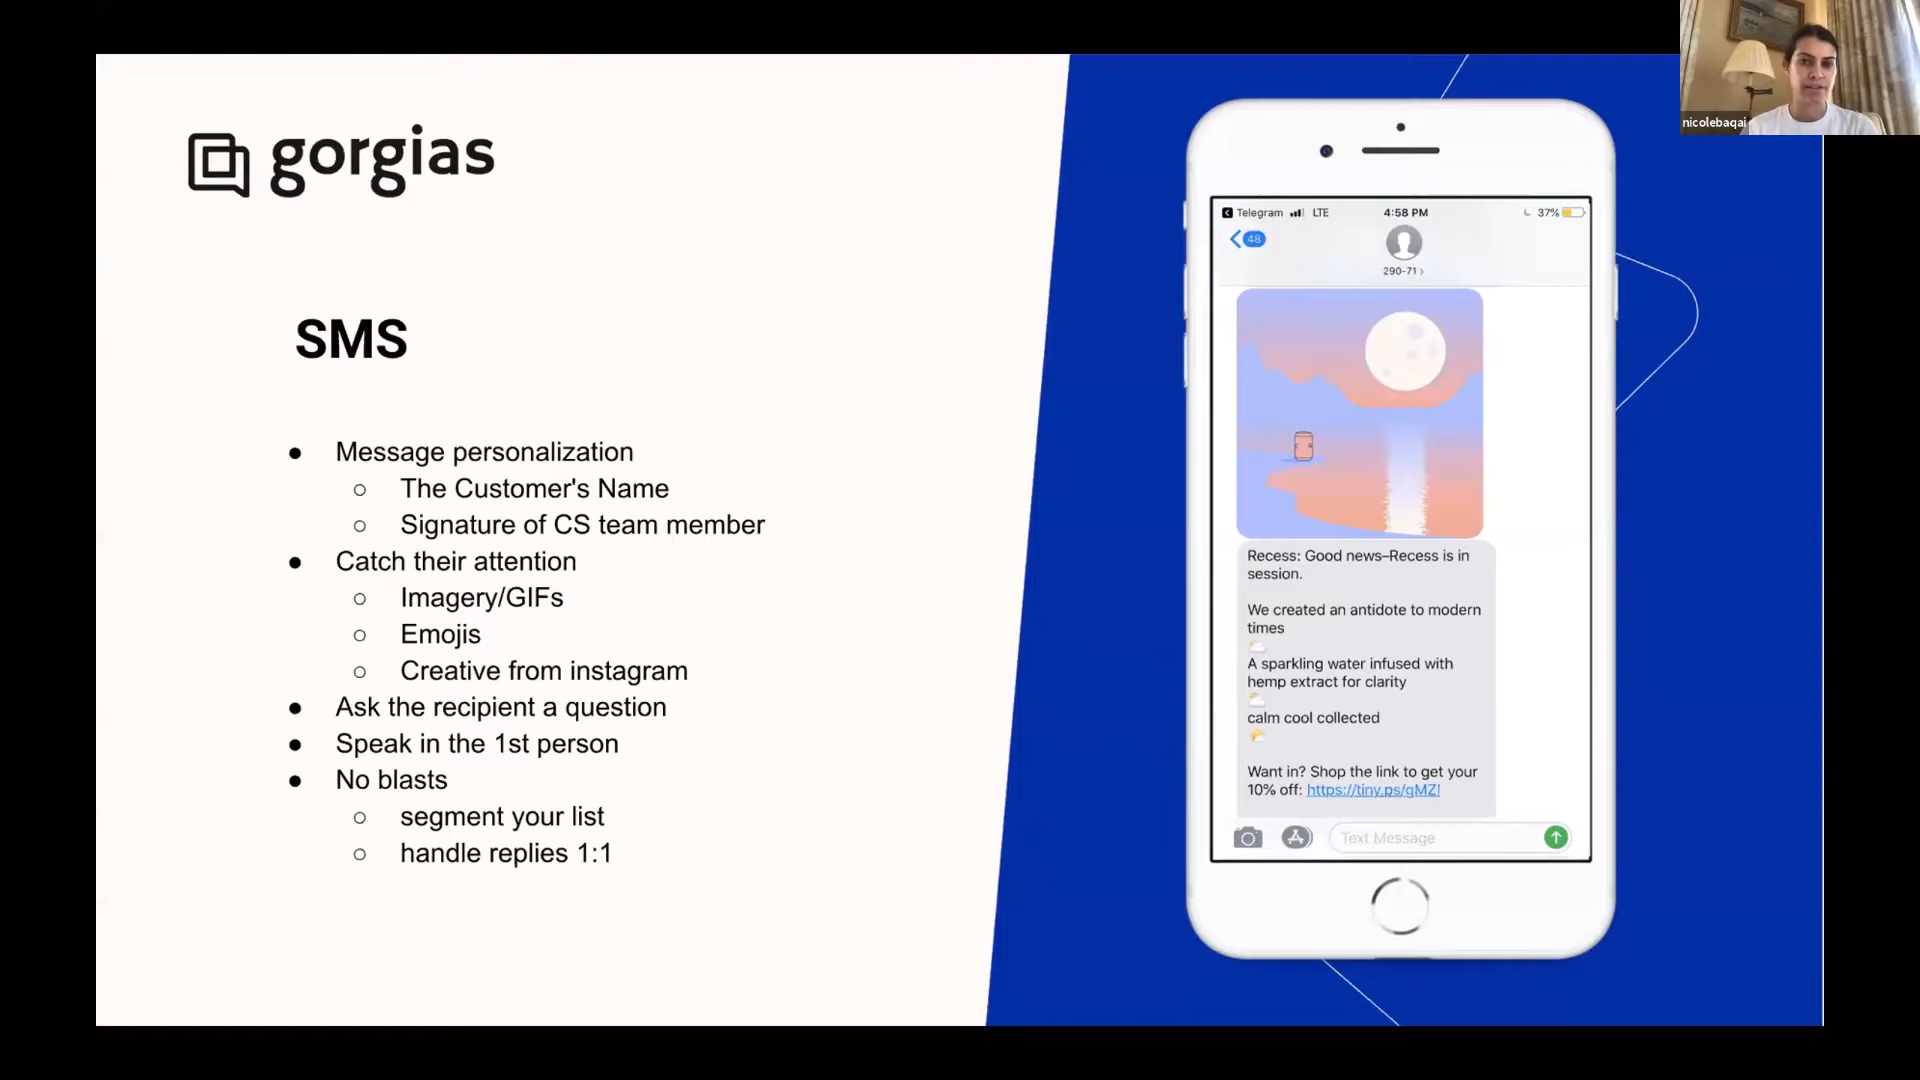 gorgias
SMS
● Message personalization
○ The Customer's Name
○ Signature of CS team member
● Catch their attention
○ Imagery/GIFs
○ Emojis
○ Creative from instagram
● Ask the recipient a question
● Speak in the 1st person
● No blasts
○ segment your list
○ handle replies 1:1
Telegram LTE 4:58 PM 37%
48
290-71 >
Recess: Good news–Recess is in
session.
We created an antidote to modern
times
A sparkling water infused with
hemp extract for clarity
calm cool collected
Want in? Shop the link to get your
10% off: https://tiny.ps/gMZl
Text Message
nicolebaqai